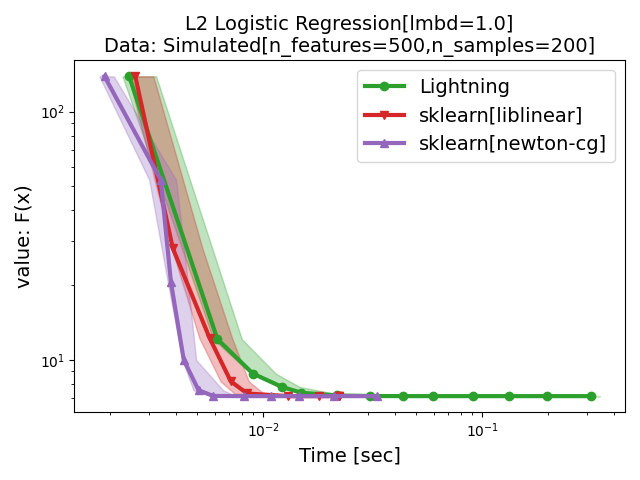 L2 Logistic Regression[lmbd=1.0]
Data: Simulated[n_features=500,n_samples=200]
Lightning
sklearn[liblinear]
sklearn[newton-cg]
value: F(x)
10²
10¹
10⁻²
10⁻¹
Time [sec]